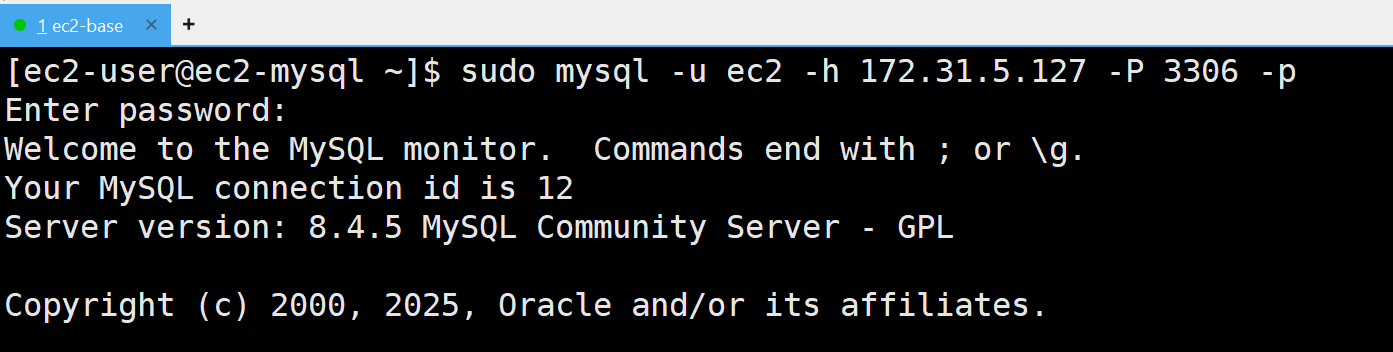 1 ec2-base × +
[ec2-user@ec2-mysql ~]$ sudo mysql -u ec2 -h 172.31.5.127 -P 3306 -p
Enter password:
Welcome to the MySQL monitor.  Commands end with ; or \g.
Your MySQL connection id is 12
Server version: 8.4.5 MySQL Community Server - GPL
Copyright (c) 2000, 2025, Oracle and/or its affiliates.